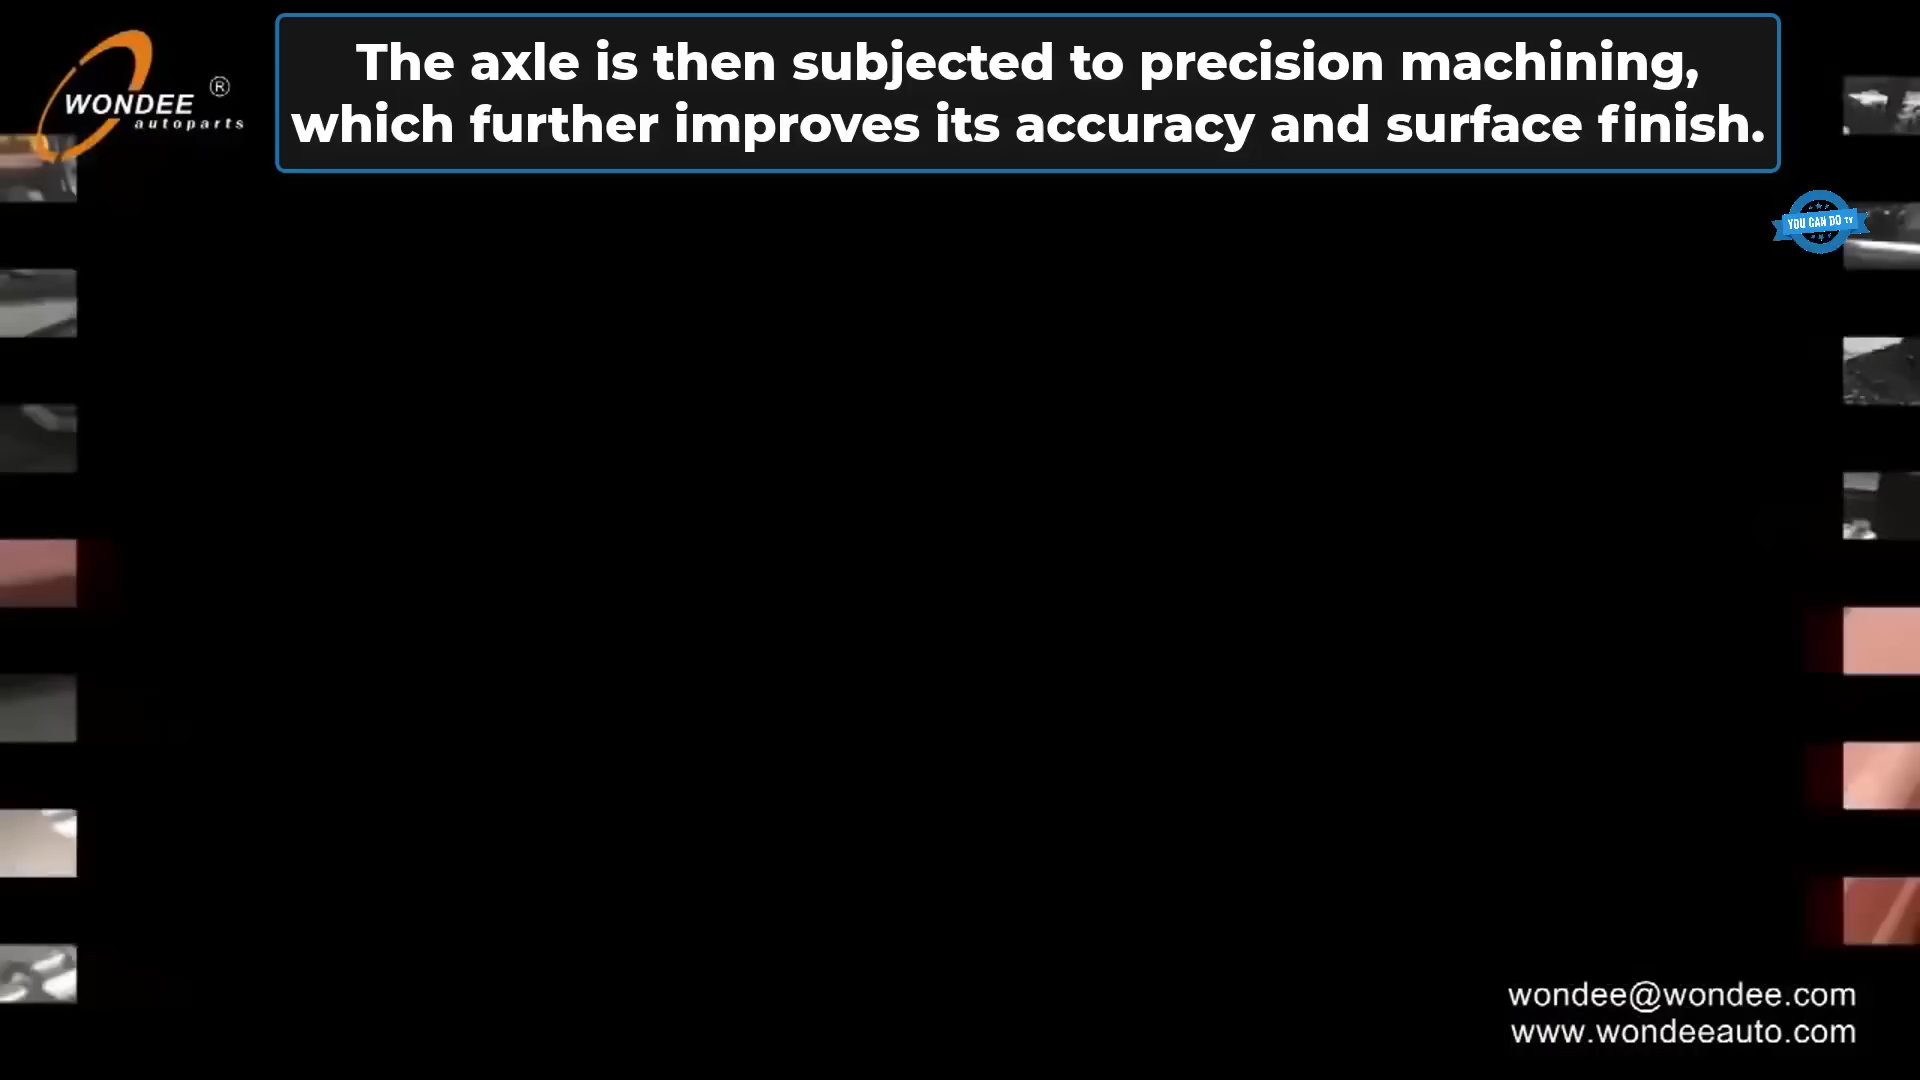 WONDEE ®
autoparts
The axle is then subjected to precision machining,
which further improves its accuracy and surface finish.
YOU CAN DO TV
wondee@wondee.com
www.wondeeauto.com